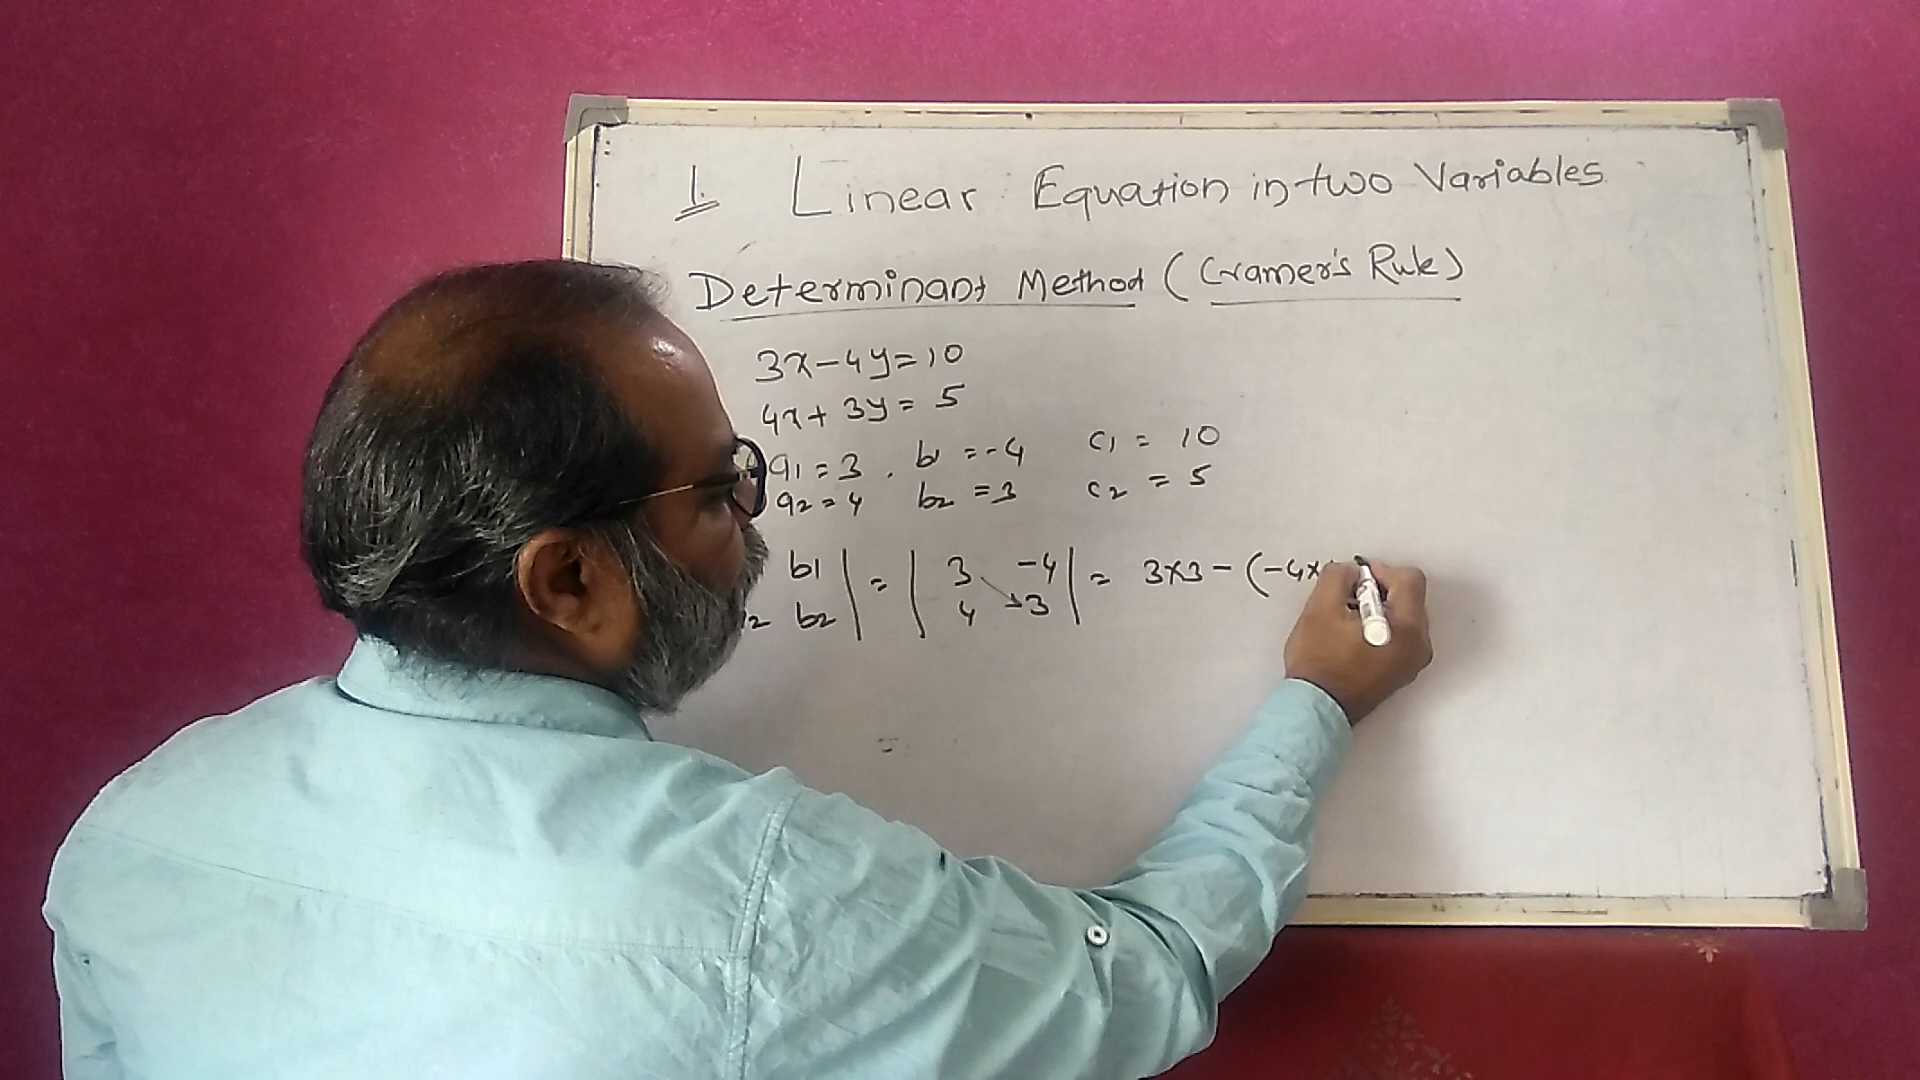 1. Linear Equation in two Variables
Determinant Method (Cramer's Rule)
3x-4y=10
4x+3y=5
a1=3, b1=-4 c1=10
a2=4 b2=3 c2=5
b1 | = | 3 -4 | = 3x3-(-4x
2 b2 | | 4 3 |